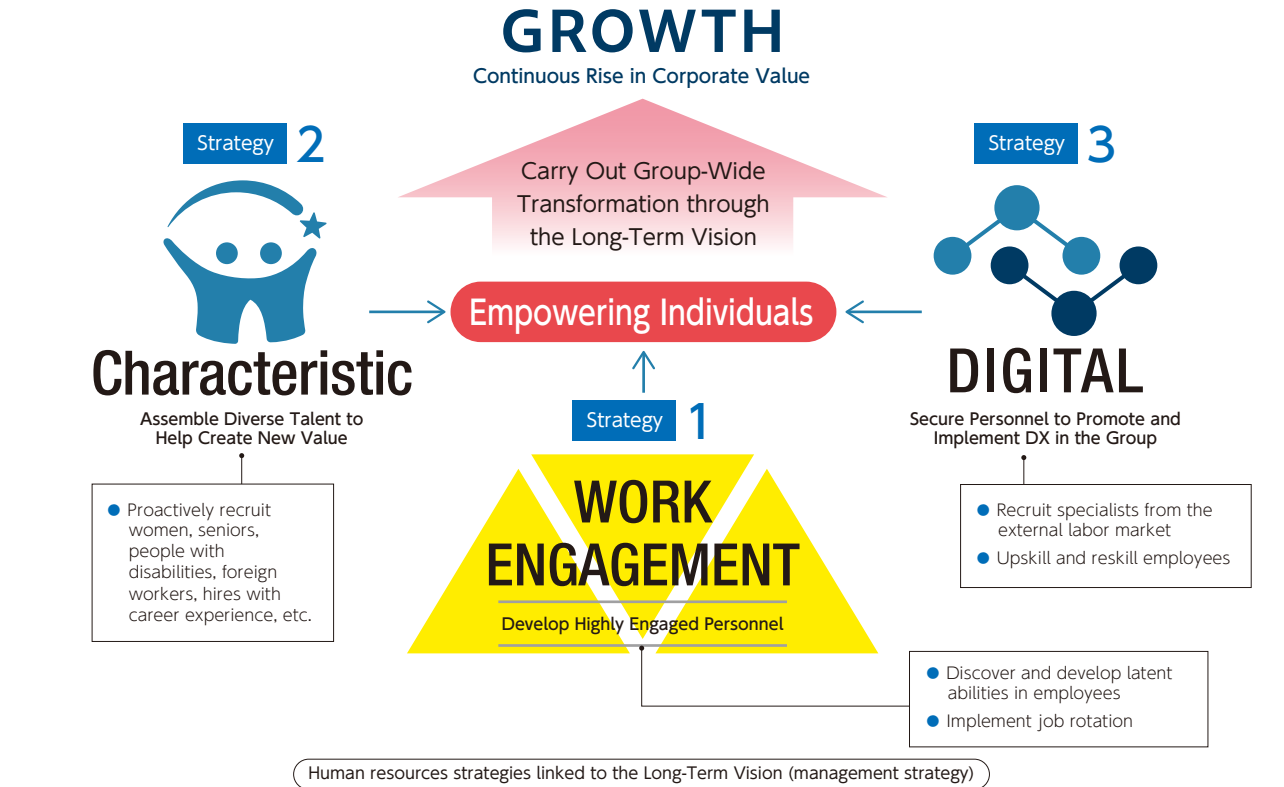 GROWTH
Continuous Rise in Corporate Value
Carry Out Group-Wide
Transformation through
the Long-Term Vision
Empowering Individuals
Strategy 1
WORK
ENGAGEMENT
Develop Highly Engaged Personnel
Discover and develop latent
abilities in employees
Implement job rotation
Strategy 2
Characteristic
Assemble Diverse Talent to
Help Create New Value
Proactively recruit
women, seniors,
people with
disabilities, foreign
workers, hires with
career experience, etc.
Strategy 3
DIGITAL
Secure Personnel to Promote and
Implement DX in the Group
Recruit specialists from the
external labor market
Upskill and reskill employees
Human resources strategies linked to the Long-Term Vision (management strategy)